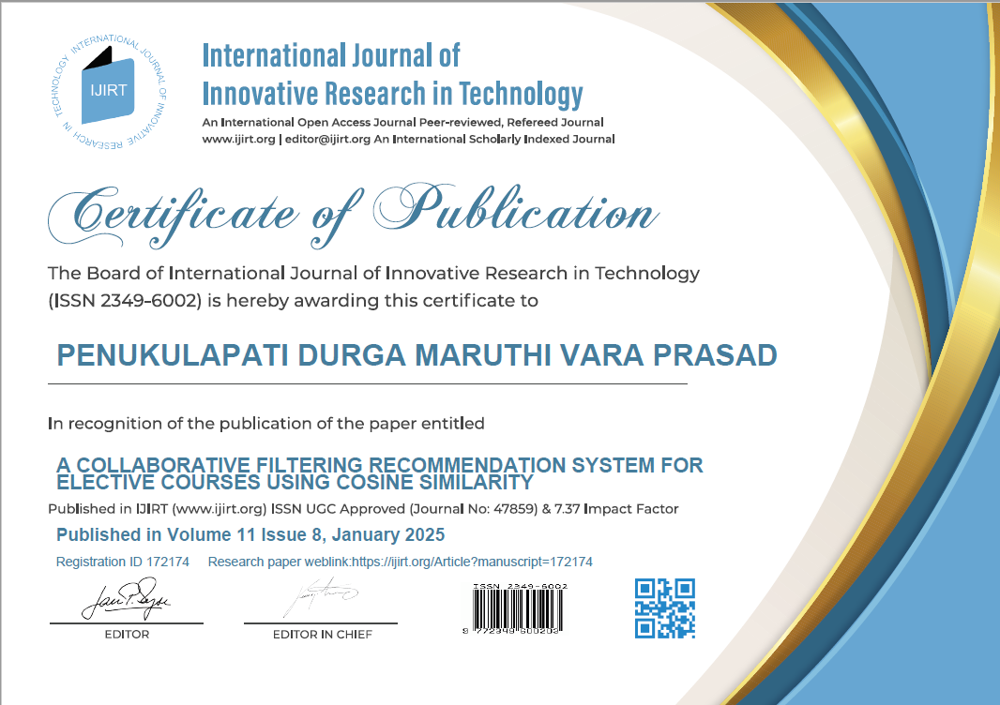 INTERNATIONAL JOURNAL OF INNOVATIVE RESEARCH IN TECHNOLOGY
IJIRT
International Journal of
Innovative Research in Technology
An International Open Access Journal Peer-reviewed, Refereed Journal
www.ijirt.org | editor@ijirt.org An International Scholarly Indexed Journal
Certificate of Publication
The Board of International Journal of Innovative Research in Technology
(ISSN 2349-6002) is hereby awarding this certificate to
PENUKULAPATI DURGA MARUTHI VARA PRASAD
In recognition of the publication of the paper entitled
A COLLABORATIVE FILTERING RECOMMENDATION SYSTEM FOR
ELECTIVE COURSES USING COSINE SIMILARITY
Published in IJIRT (www.ijirt.org) ISSN UGC Approved (Journal No: 47859) & 7.37 Impact Factor
Published in Volume 11 Issue 8, January 2025
Registration ID 172174 Research paper weblink:https://ijirt.org/Article?manuscript=172174
ISSN 2349-6002
EDITOR
EDITOR IN CHIEF